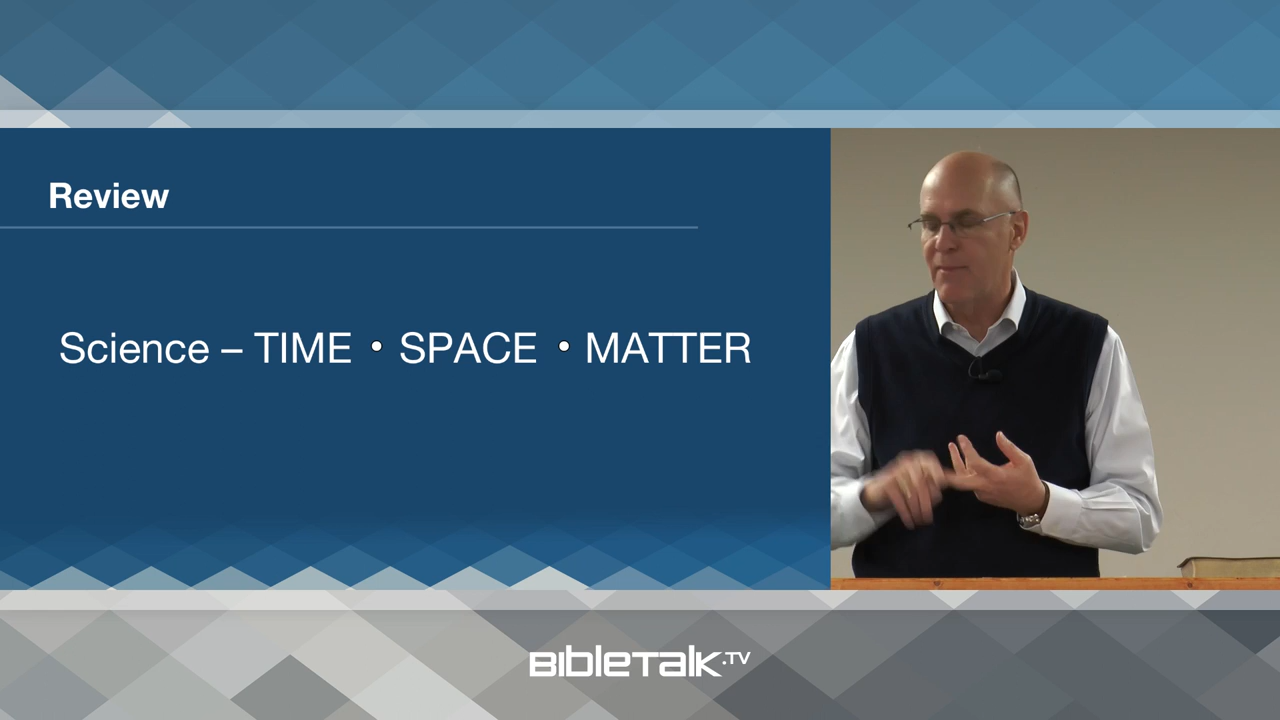 Review
Science – TIME • SPACE • MATTER
BIBLETALK.TV